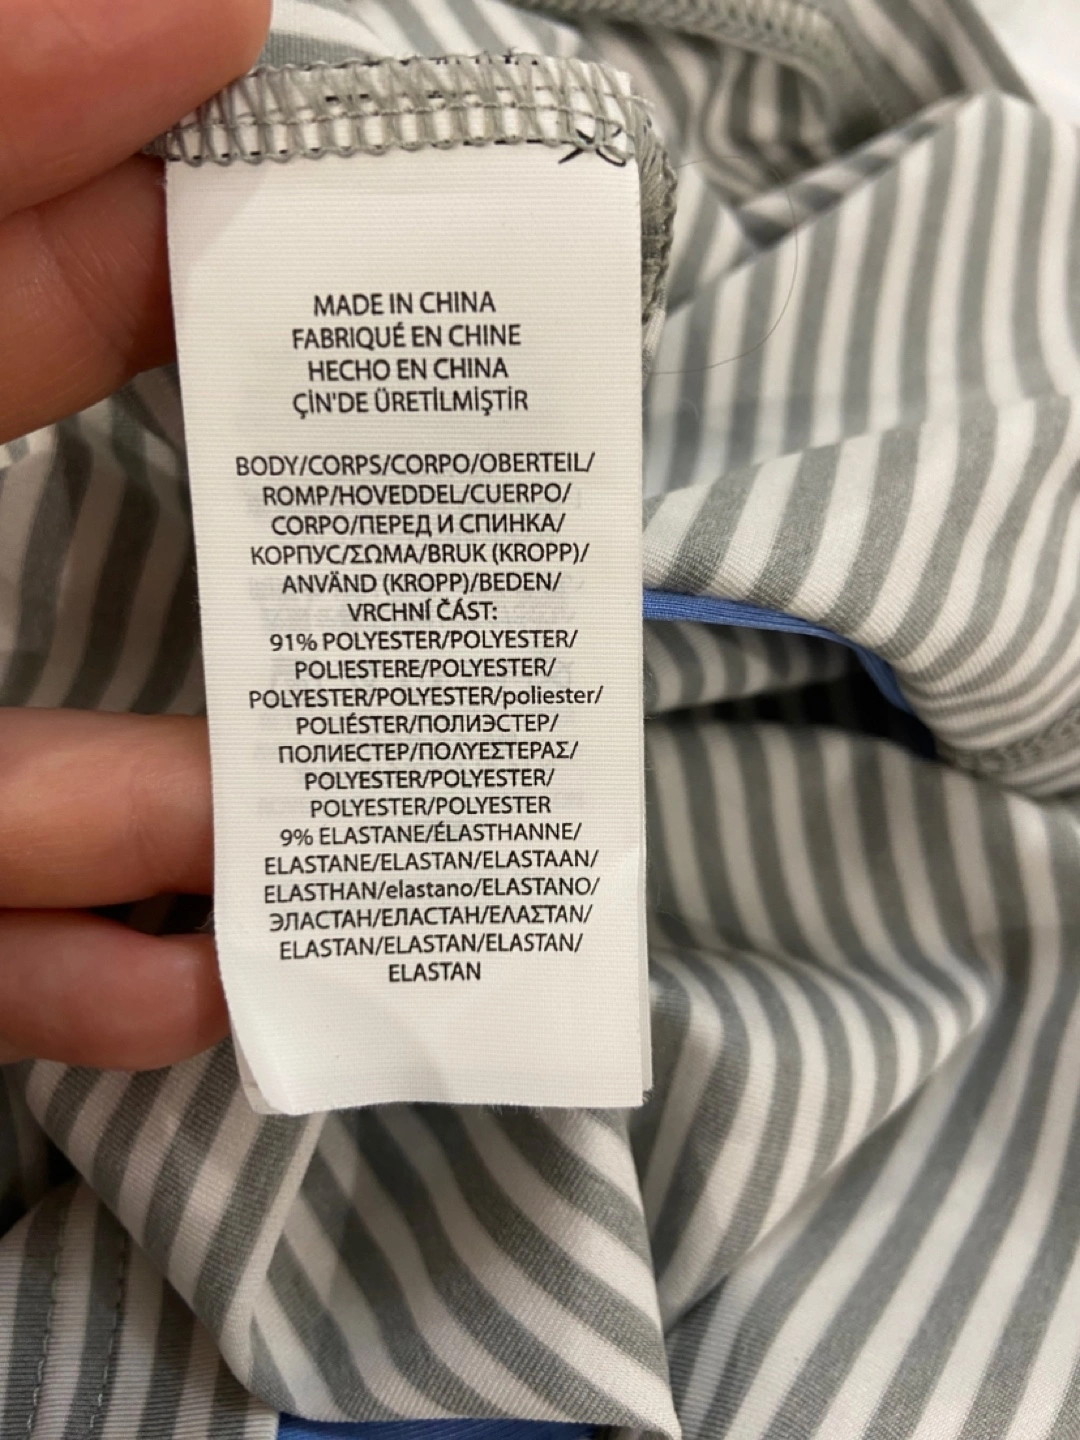 MADE IN CHINA
FABRIQUÉ EN CHINE
HECHO EN CHINA
ÇİN'DE ÜRETİLMİŞTİR
BODY/CORPS/CORPO/OBERTEIL/
ROMP/HOVEDDEL/CUERPO/
CORPO/ПЕРЕД И СПИНКА/
КОРПУС/ΣΩΜΑ/BRUK (KROPP)/
ANVÄND (KROPP)/BEDEN/
VRCHNÍ ČÁST:
91% POLYESTER/POLYESTER/
POLIESTERE/POLYESTER/
POLYESTER/POLYESTER/poliester/
POLIÉSTER/ПОЛИЭСТЕР/
ПОЛИЕСТЕР/ΠΟΛΥΕΣΤΕΡΑΣ/
POLYESTER/POLYESTER/
POLYESTER/POLYESTER
9% ELASTANE/ÉLASTHANNE/
ELASTANE/ELASTAN/ELASTAAN/
ELASTHAN/elastano/ELASTANO/
ЭЛАСТАН/ЕЛАСТАН/ΕΛΑΣΤΑΝ/
ELASTAN/ELASTAN/ELASTAN/
ELASTAN